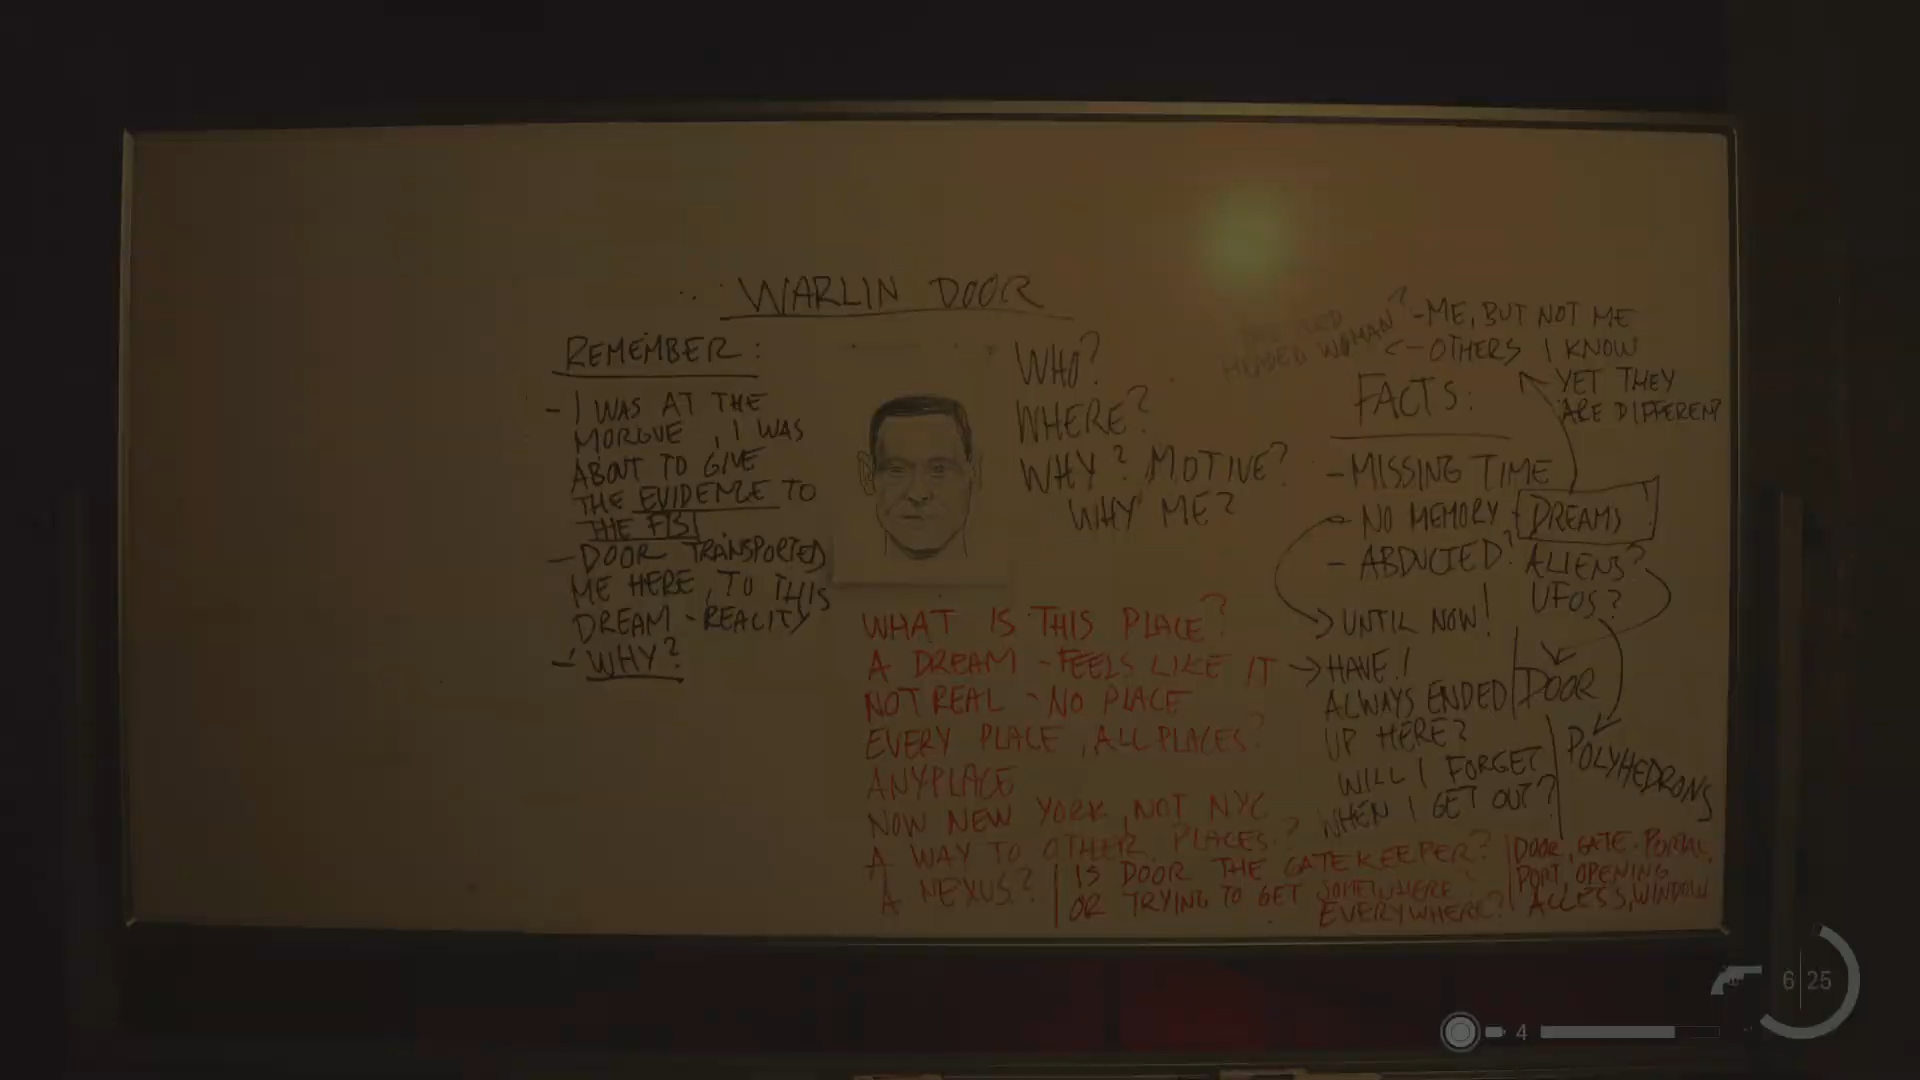 WARLIN DOOR
REMEMBER:
- I WAS AT THE
MORGUE, I WAS
ABOUT TO GIVE
THE EVIDENCE TO
THE FBI
- DOOR TRANSPORTED
ME HERE, TO THIS
DREAM - REALITY
- WHY?
WHO?
WHERE?
WHY? MOTIVE?
WHY ME?
WHAT IS THIS PLACE?
A DREAM - FEELS LIKE IT
NOT REAL - NO PLACE
EVERY PLACE, ALL PLACES?
ANYPLACE
NOW NEW YORK, NOT NYC
A WAY TO OTHER PLACES?
A NEXUS?
IS DOOR THE GATEKEEPER?
OR TRYING TO GET SOMEWHERE?
EVERYWHERE?
WOMAN?
- ME, BUT NOT ME
<- OTHERS I KNOW
YET THEY
ARE DIFFERENT
FACTS:
- MISSING TIME
- NO MEMORY - DREAMS
- ABDUCTED? ALIENS?
UFOS?
UNTIL NOW!
HAVE I
ALWAYS ENDED
UP HERE?
WILL I FORGET
WHEN I GET OUT?
DOOR
POLYHEDRONS
DOOR, GATE, PORTAL,
PORT, OPENING
ACCESS, WINDOW
6 | 25
4